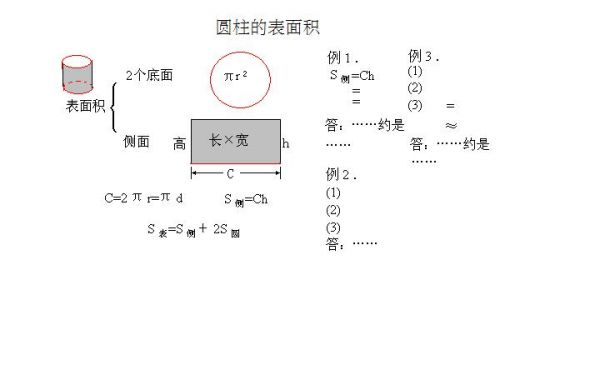 圆柱的表面积
2个底面
πr²
表面积
侧面
高
长×宽
h
C
C=2πr=πd
S侧=Ch
S表=S侧+2S圆
例1.
S侧=Ch
=
=
答：……约是
……
例2.
(1)
(2)
(3)
答：……
例3.
(1)
(2)
(3) =
≈
答：……约是
……